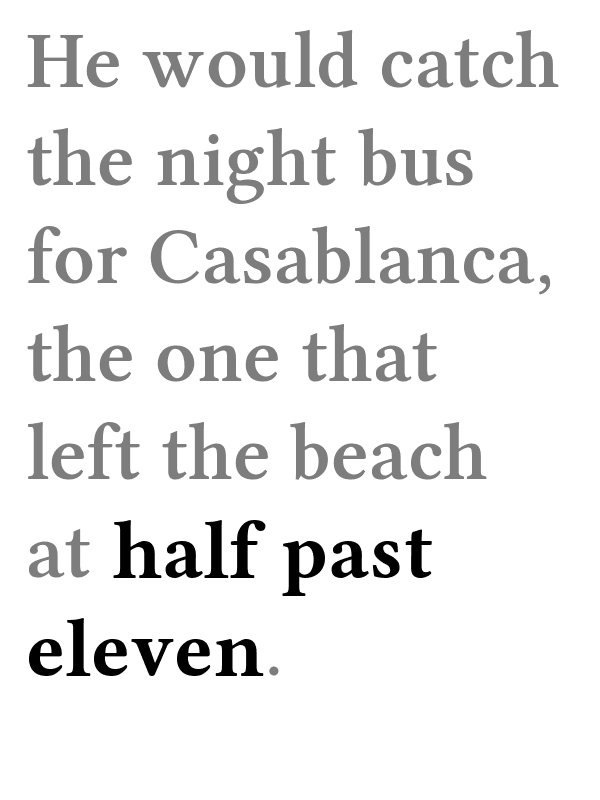 He would catch
the night bus
for Casablanca,
the one that
left the beach
at half past
eleven.